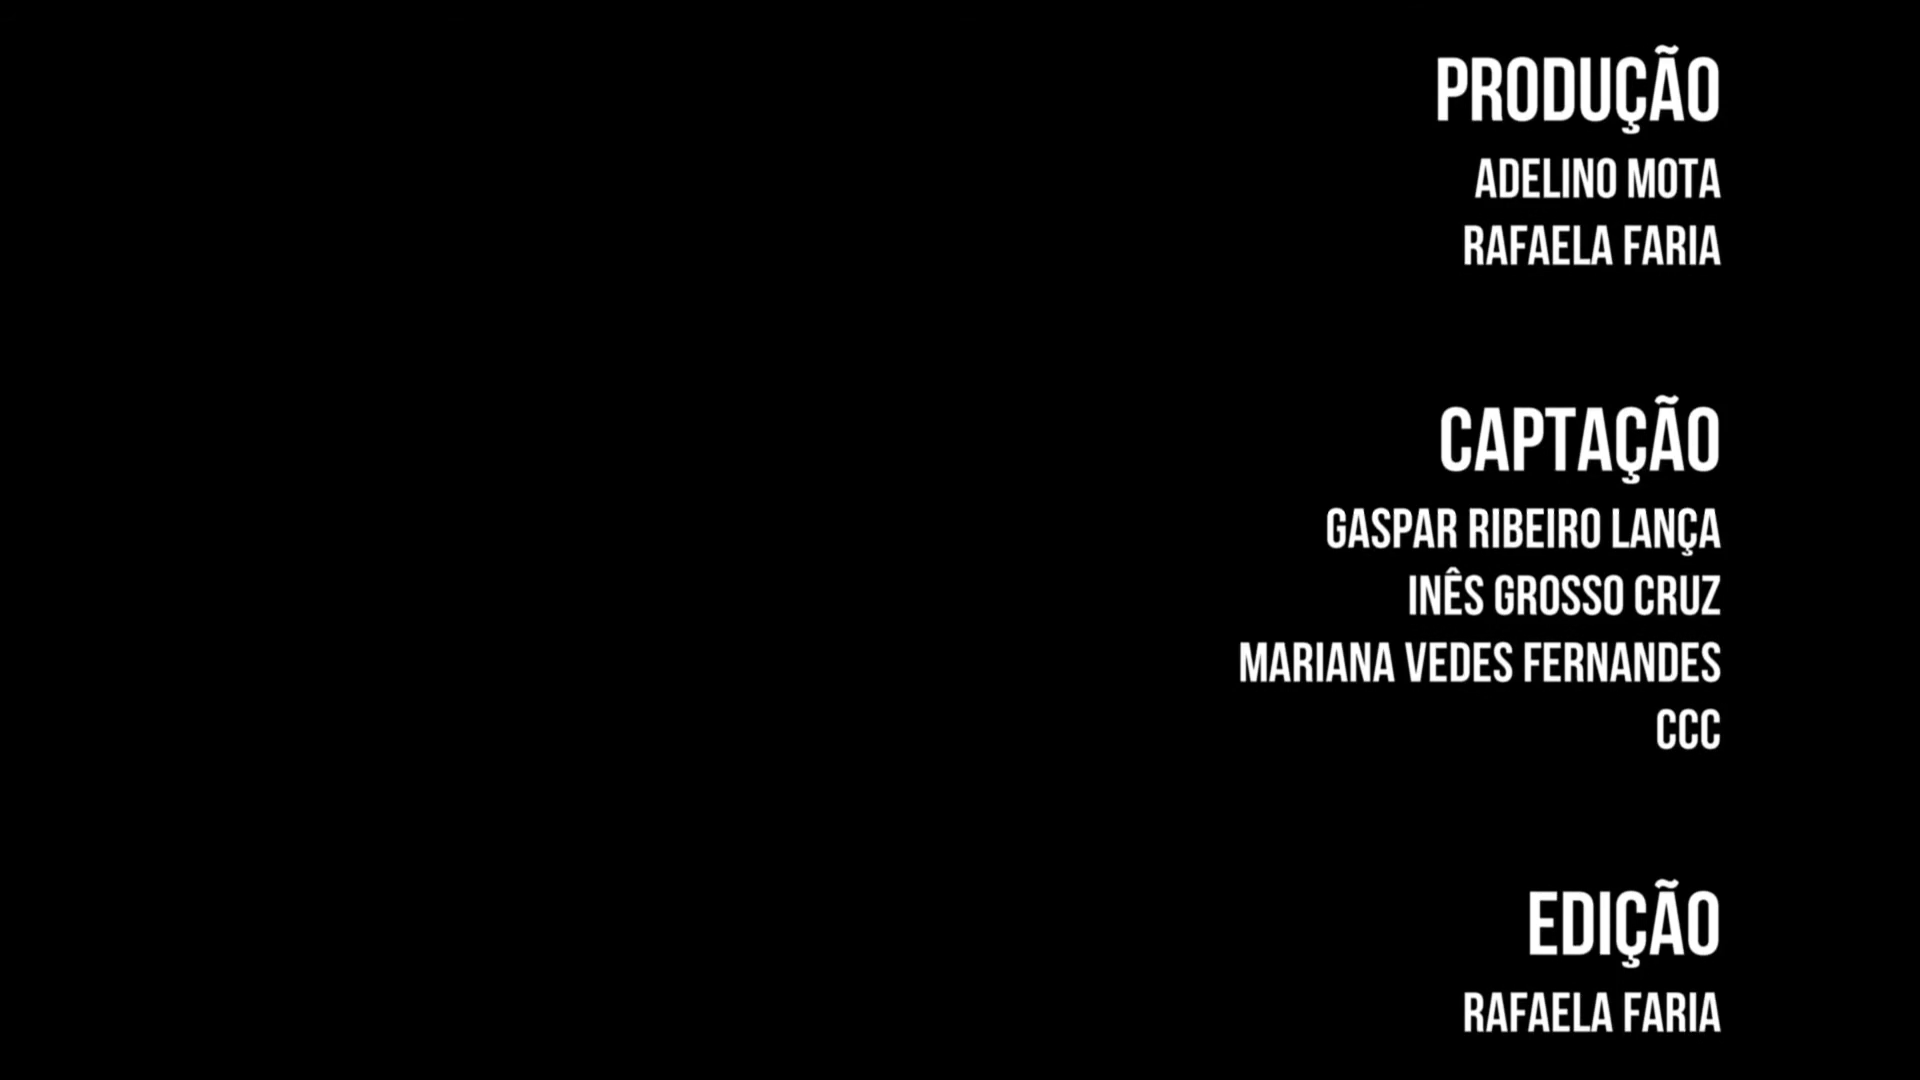 PRODUÇÃO
ADELINO MOTA
RAFAELA FARIA
CAPTAÇÃO
GASPAR RIBEIRO LANÇA
INÊS GROSSO CRUZ
MARIANA VEDES FERNANDES
CCC
EDIÇÃO
RAFAELA FARIA